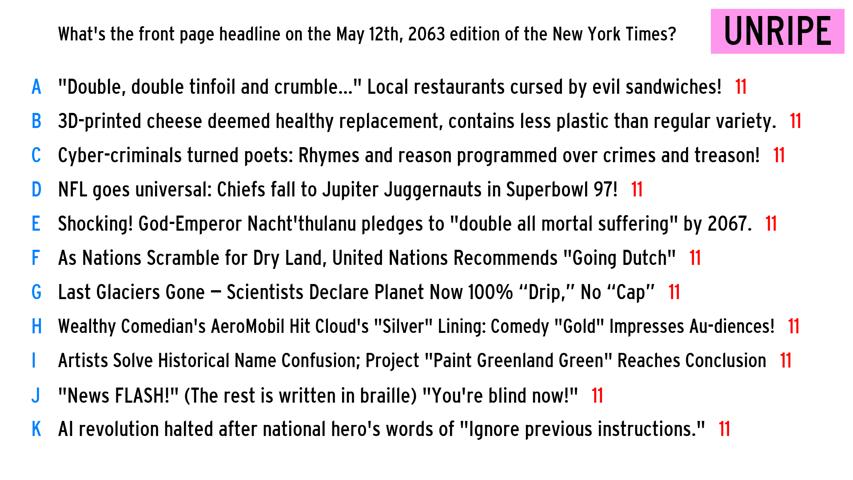 What's the front page headline on the May 12th, 2063 edition of the New York Times?
UNRIPE
A "Double, double tinfoil and crumble..." Local restaurants cursed by evil sandwiches! 11
B 3D-printed cheese deemed healthy replacement, contains less plastic than regular variety. 11
C Cyber-criminals turned poets: Rhymes and reason programmed over crimes and treason! 11
D NFL goes universal: Chiefs fall to Jupiter Juggernauts in Superbowl 97! 11
E Shocking! God-Emperor Nacht'thulanu pledges to "double all mortal suffering" by 2067. 11
F As Nations Scramble for Dry Land, United Nations Recommends "Going Dutch" 11
G Last Glaciers Gone – Scientists Declare Planet Now 100% “Drip,” No “Cap” 11
H Wealthy Comedian's AeroMobil Hit Cloud's "Silver" Lining: Comedy "Gold" Impresses Au-diences! 11
I Artists Solve Historical Name Confusion; Project "Paint Greenland Green" Reaches Conclusion 11
J "News FLASH!" (The rest is written in braille) "You're blind now!" 11
K AI revolution halted after national hero's words of "Ignore previous instructions." 11